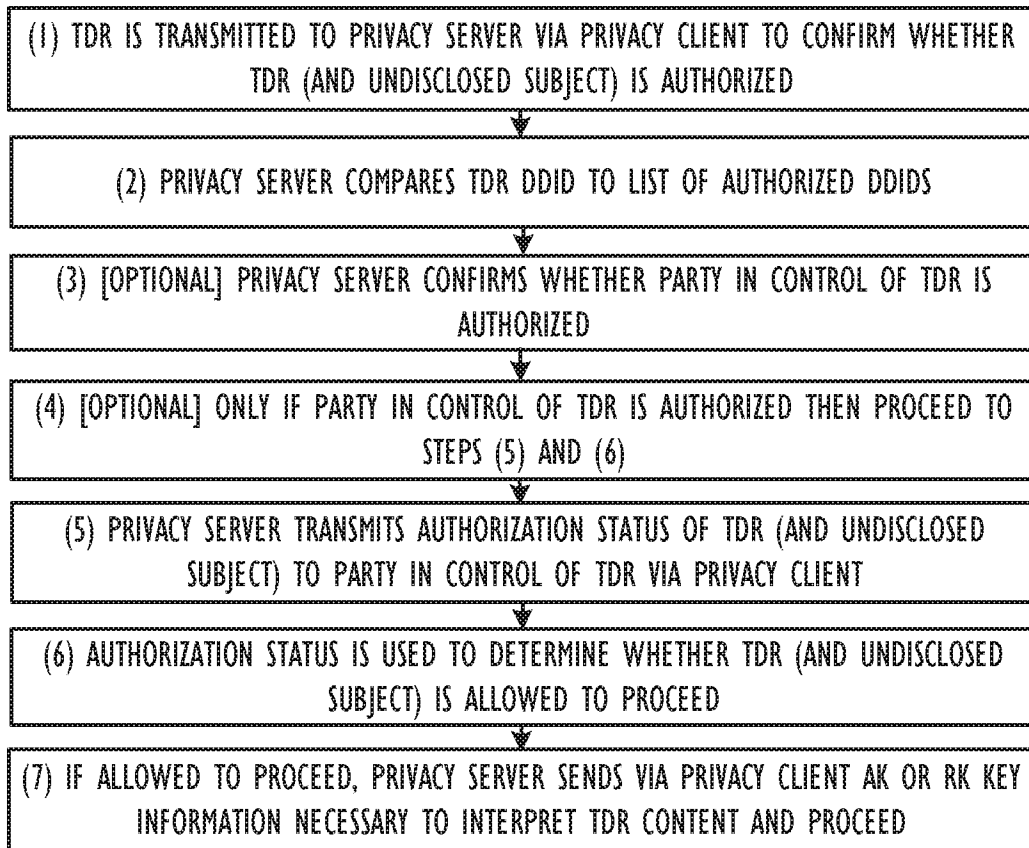 (1) TDR IS TRANSMITTED TO PRIVACY SERVER VIA PRIVACY CLIENT TO CONFIRM WHETHER
TDR (AND UNDISCLOSED SUBJECT) IS AUTHORIZED
(2) PRIVACY SERVER COMPARES TDR DDID TO LIST OF AUTHORIZED DDIDS
(3) [OPTIONAL] PRIVACY SERVER CONFIRMS WHETHER PARTY IN CONTROL OF TDR IS
AUTHORIZED
(4) [OPTIONAL] ONLY IF PARTY IN CONTROL OF TDR IS AUTHORIZED THEN PROCEED TO
STEPS (5) AND (6)
(5) PRIVACY SERVER TRANSMITS AUTHORIZATION STATUS OF TDR (AND UNDISCLOSED
SUBJECT) TO PARTY IN CONTROL OF TDR VIA PRIVACY CLIENT
(6) AUTHORIZATION STATUS IS USED TO DETERMINE WHETHER TDR (AND UNDISCLOSED
SUBJECT) IS ALLOWED TO PROCEED
(7) IF ALLOWED TO PROCEED, PRIVACY SERVER SENDS VIA PRIVACY CLIENT AK OR RK KEY
INFORMATION NECESSARY TO INTERPRET TDR CONTENT AND PROCEED